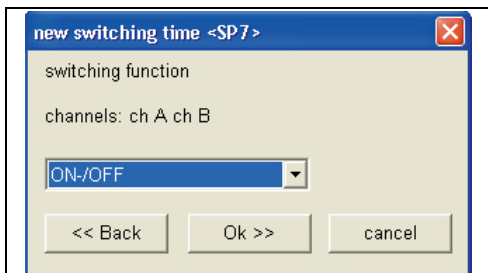 new switching time <SP7>
switching function
channels: ch A ch B
ON-/OFF
<< Back Ok >> cancel